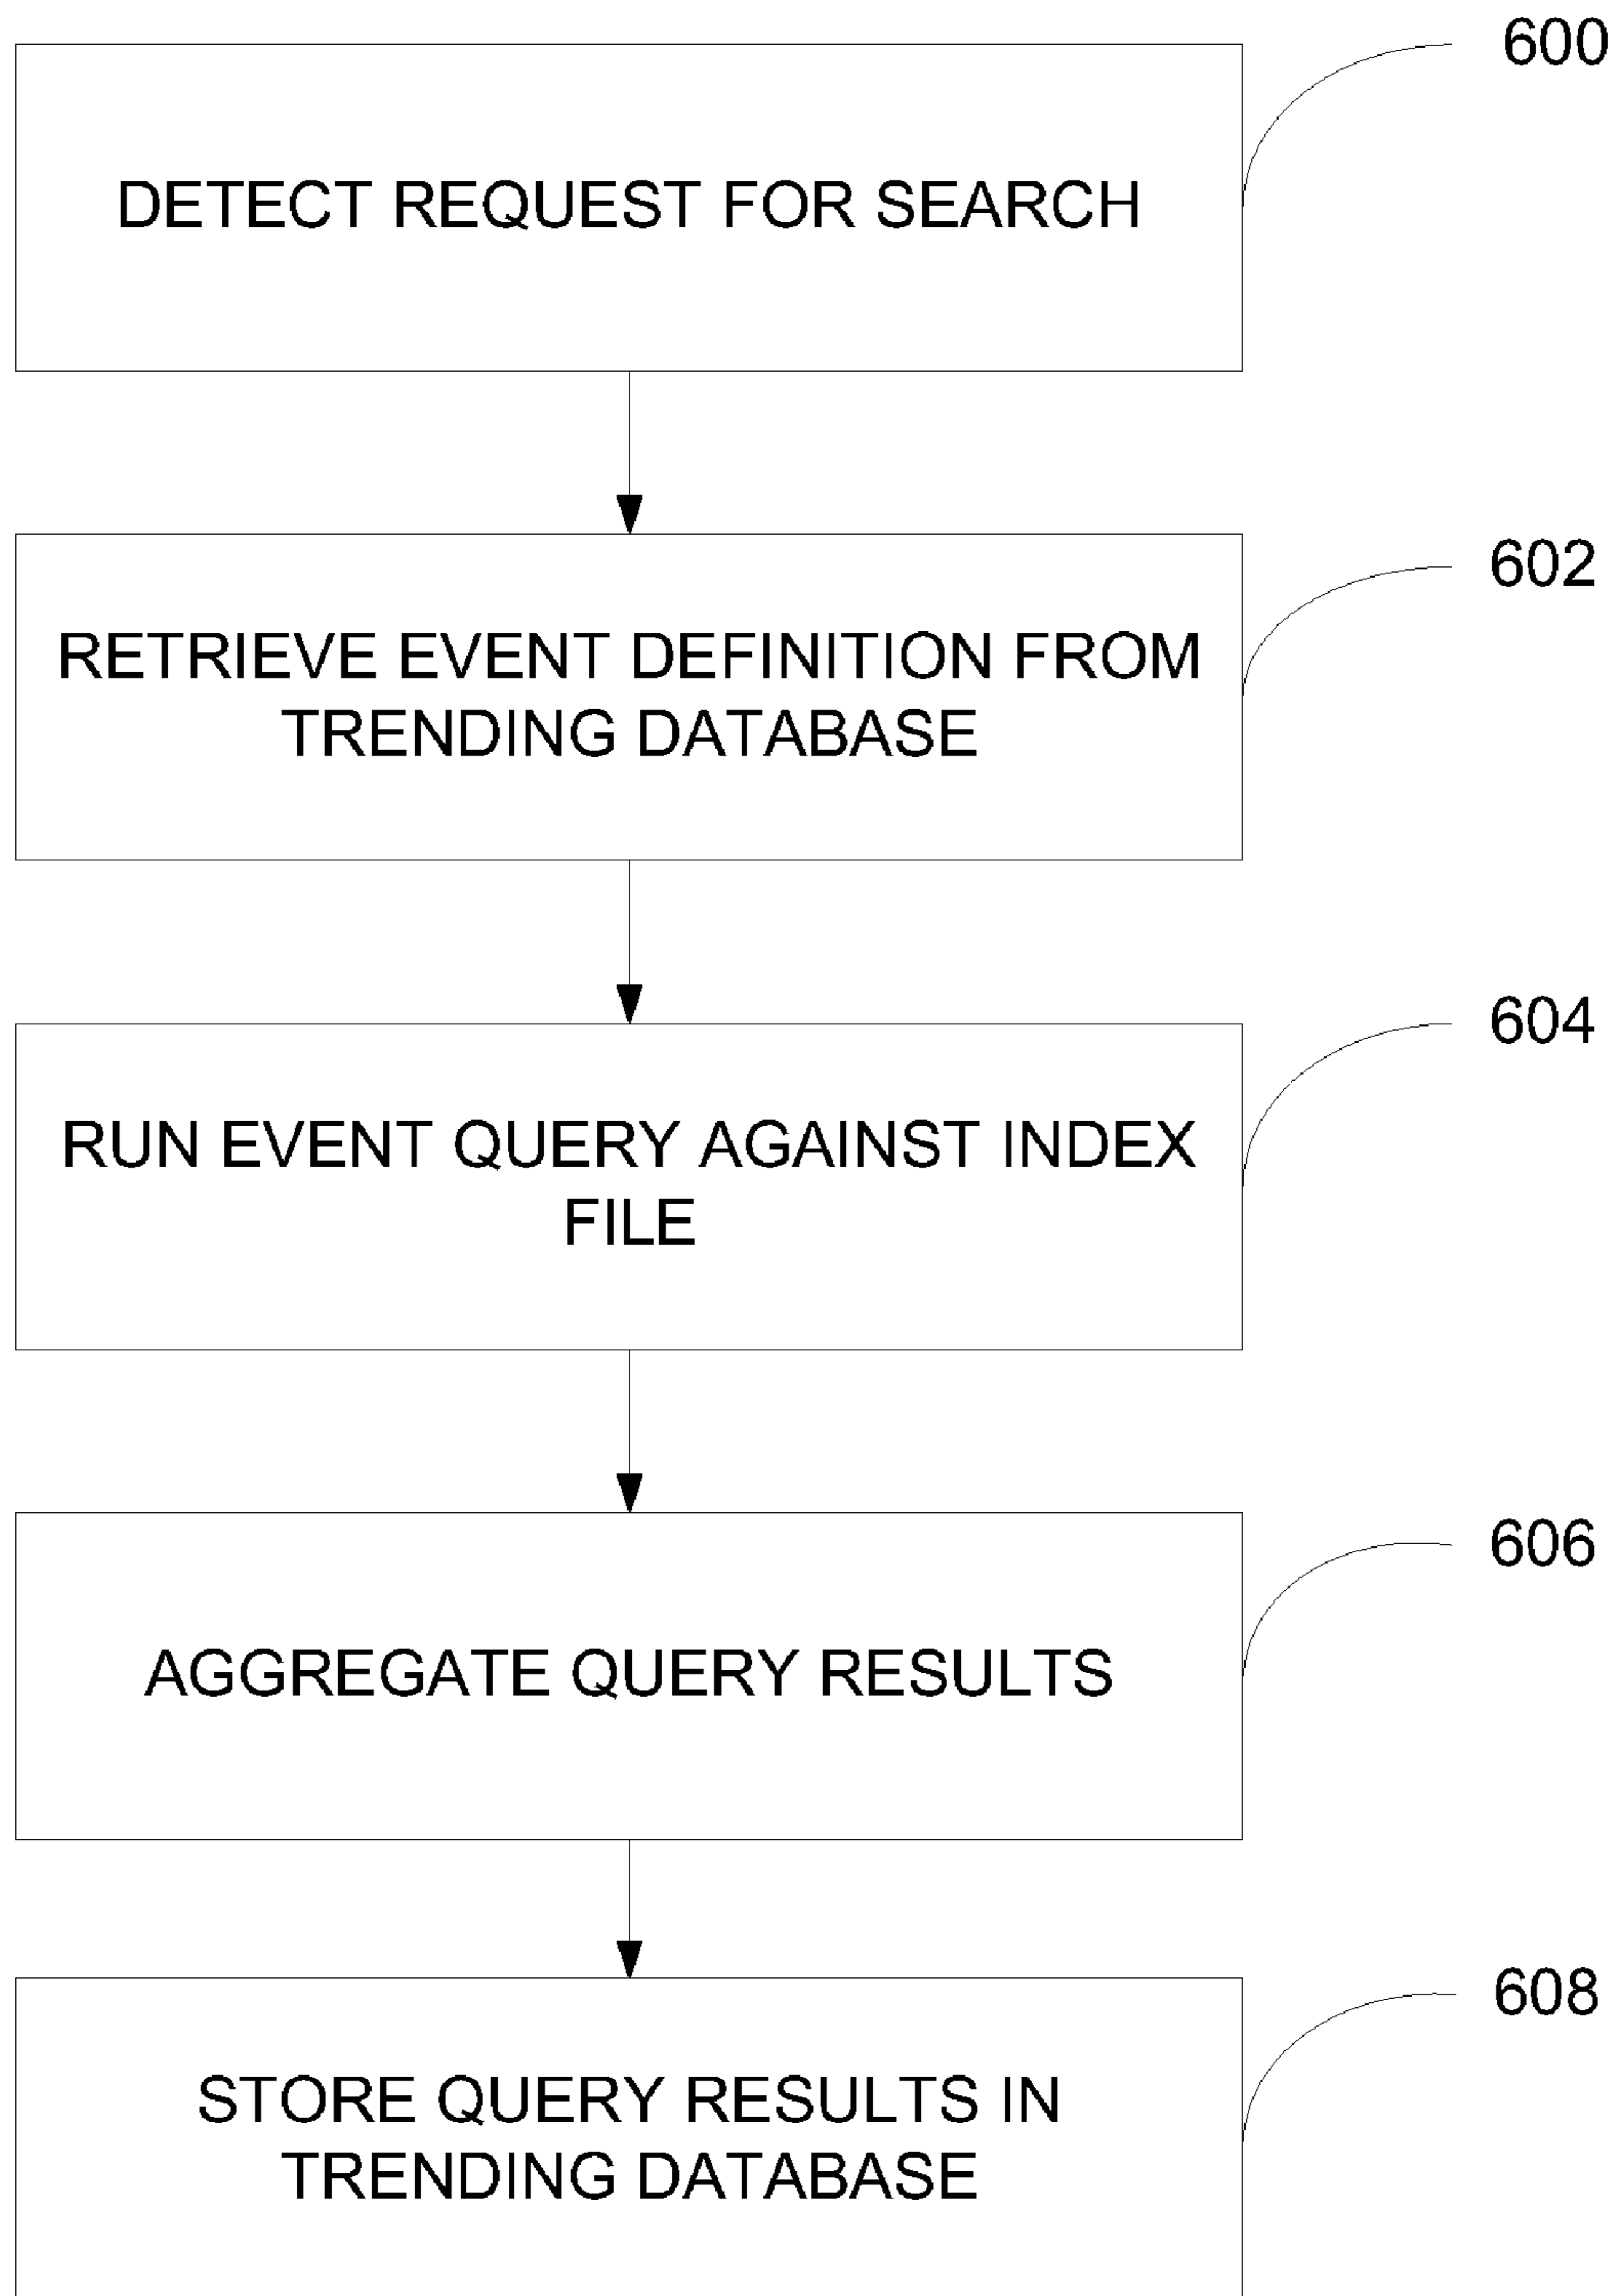 600
DETECT REQUEST FOR SEARCH
602
RETRIEVE EVENT DEFINITION FROM
TRENDING DATABASE
604
RUN EVENT QUERY AGAINST INDEX
FILE
606
AGGREGATE QUERY RESULTS
608
STORE QUERY RESULTS IN
TRENDING DATABASE